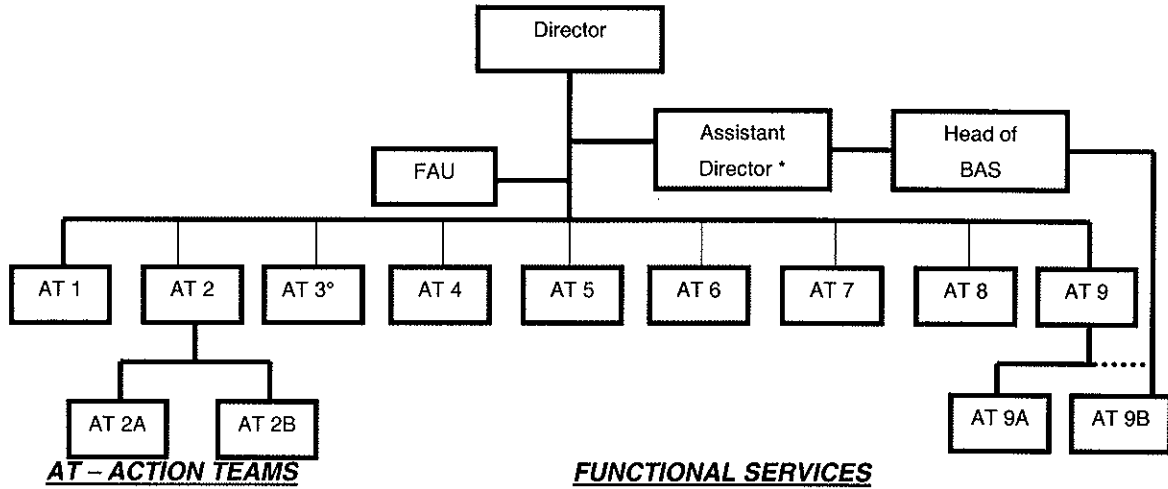 Director
Assistant
Director *
Head of
BAS
FAU
AT 1
AT 2
AT 3°
AT 4
AT 5
AT 6
AT 7
AT 8
AT 9
AT 2A
AT 2B
AT 9A
AT 9B
AT – ACTION TEAMS
FUNCTIONAL SERVICES